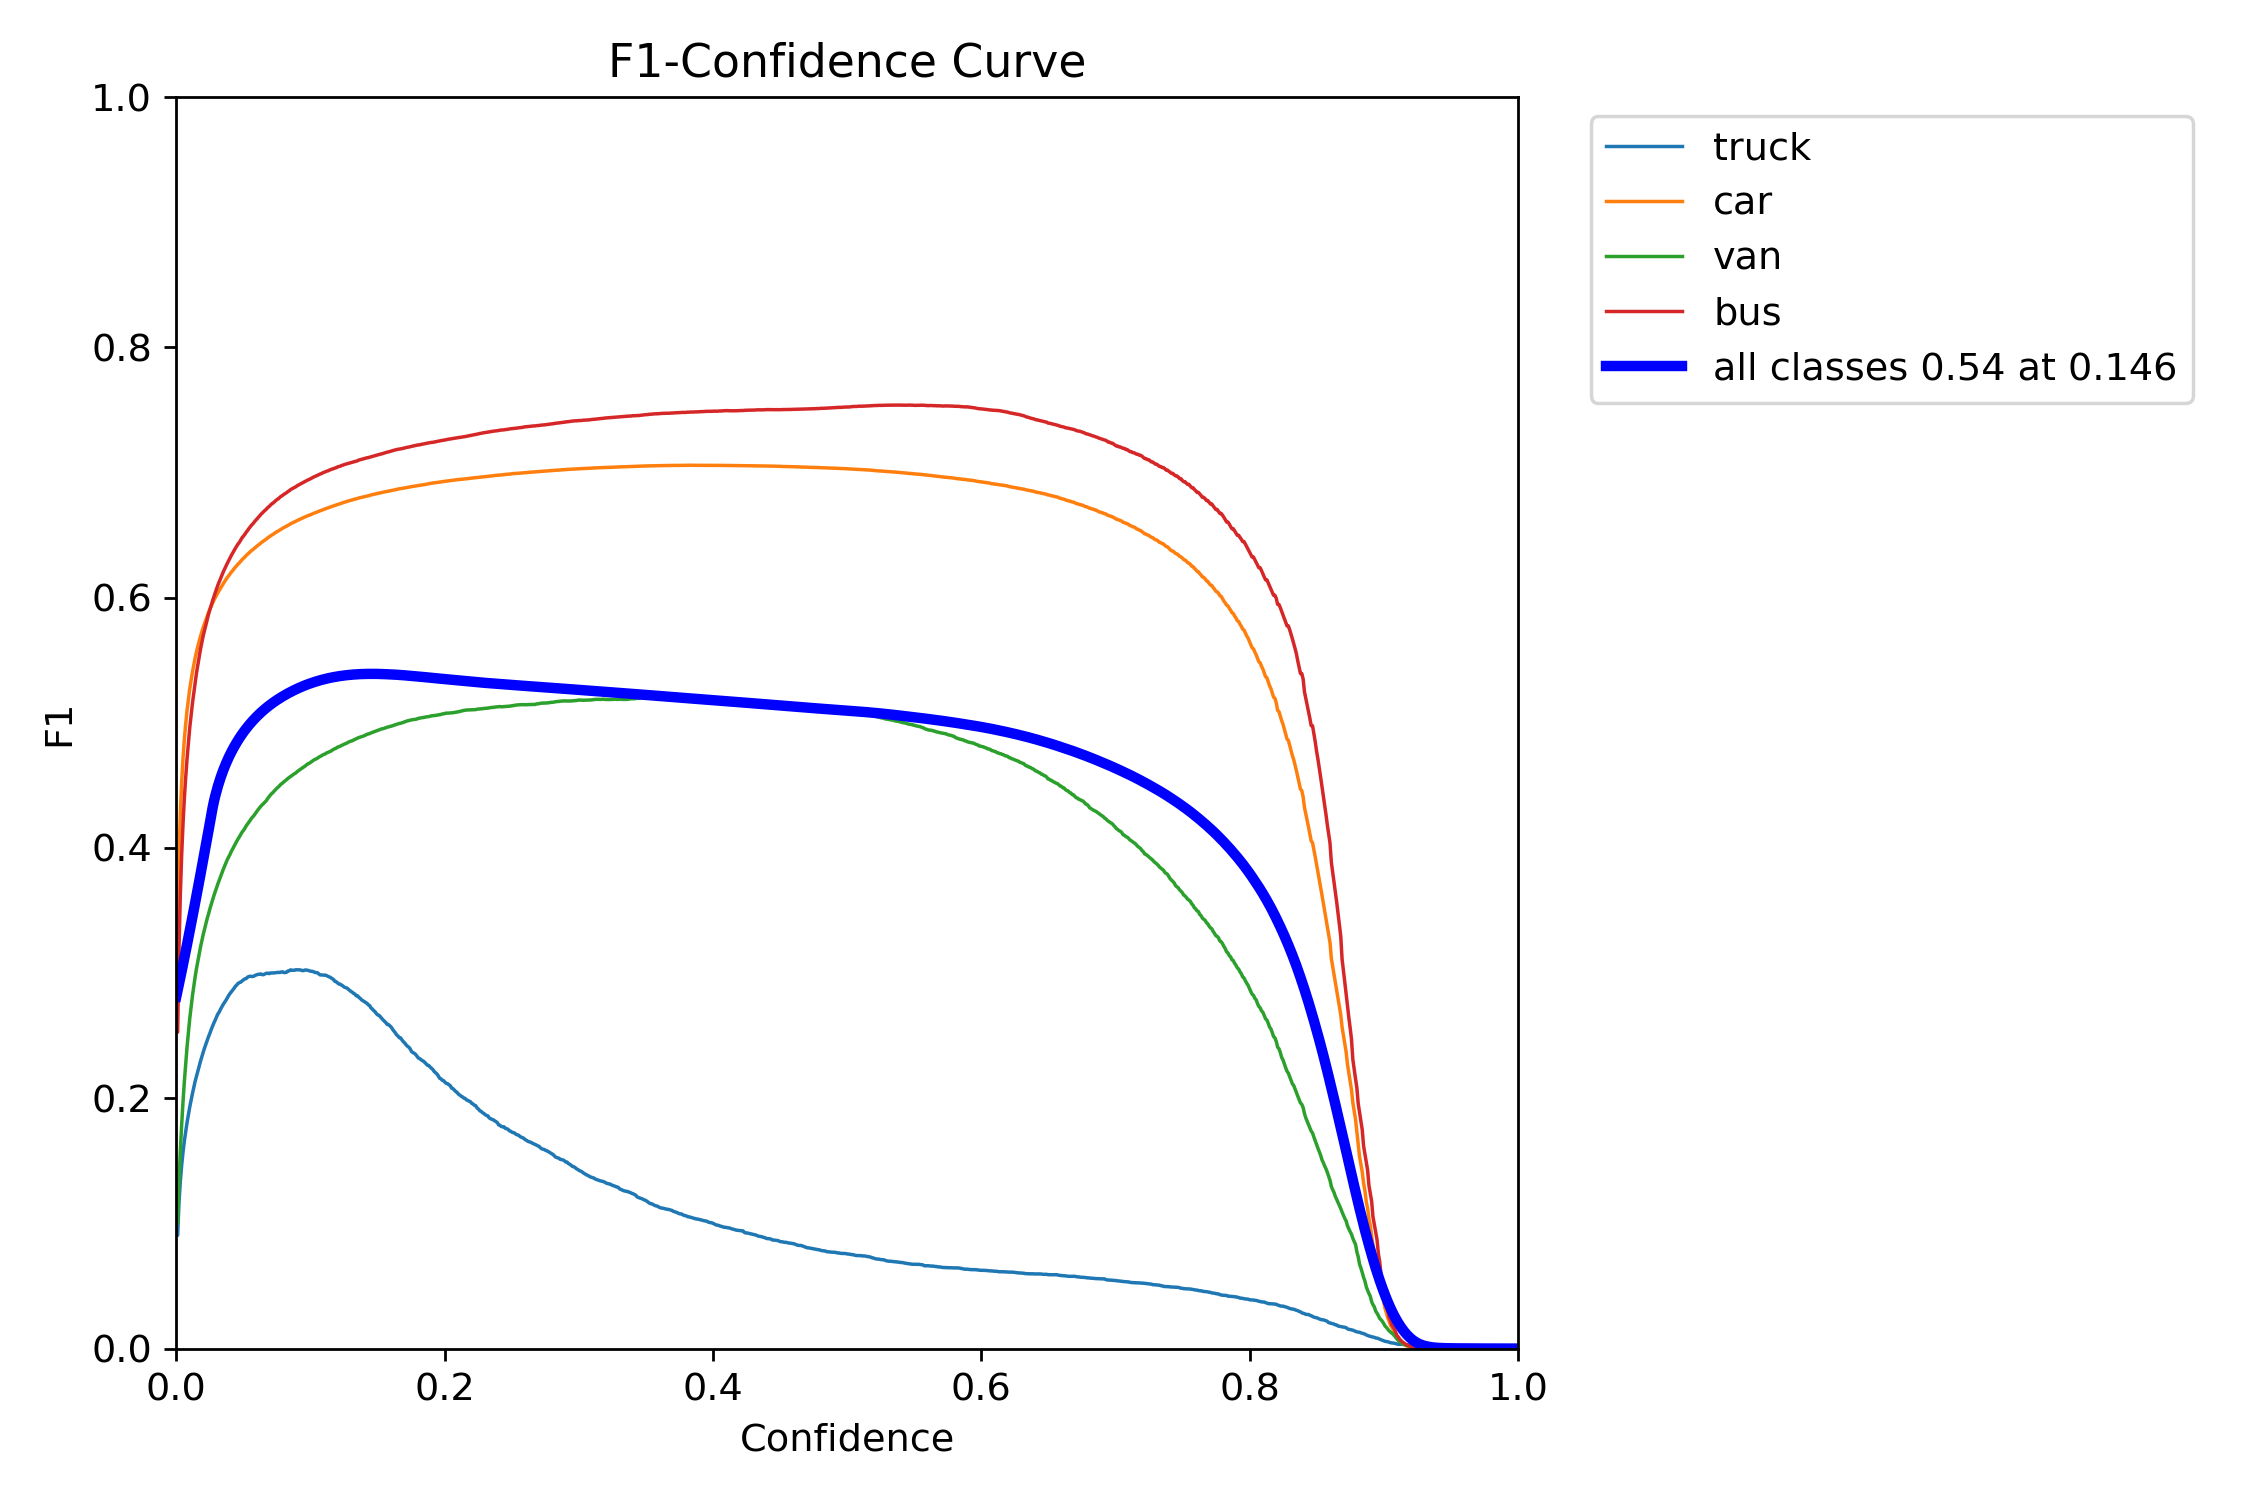 F1-Confidence Curve
1.0
0.8
0.6
0.4
0.2
0.0
F1
0.0 0.2 0.4 0.6 0.8 1.0
Confidence
truck
car
van
bus
all classes 0.54 at 0.146